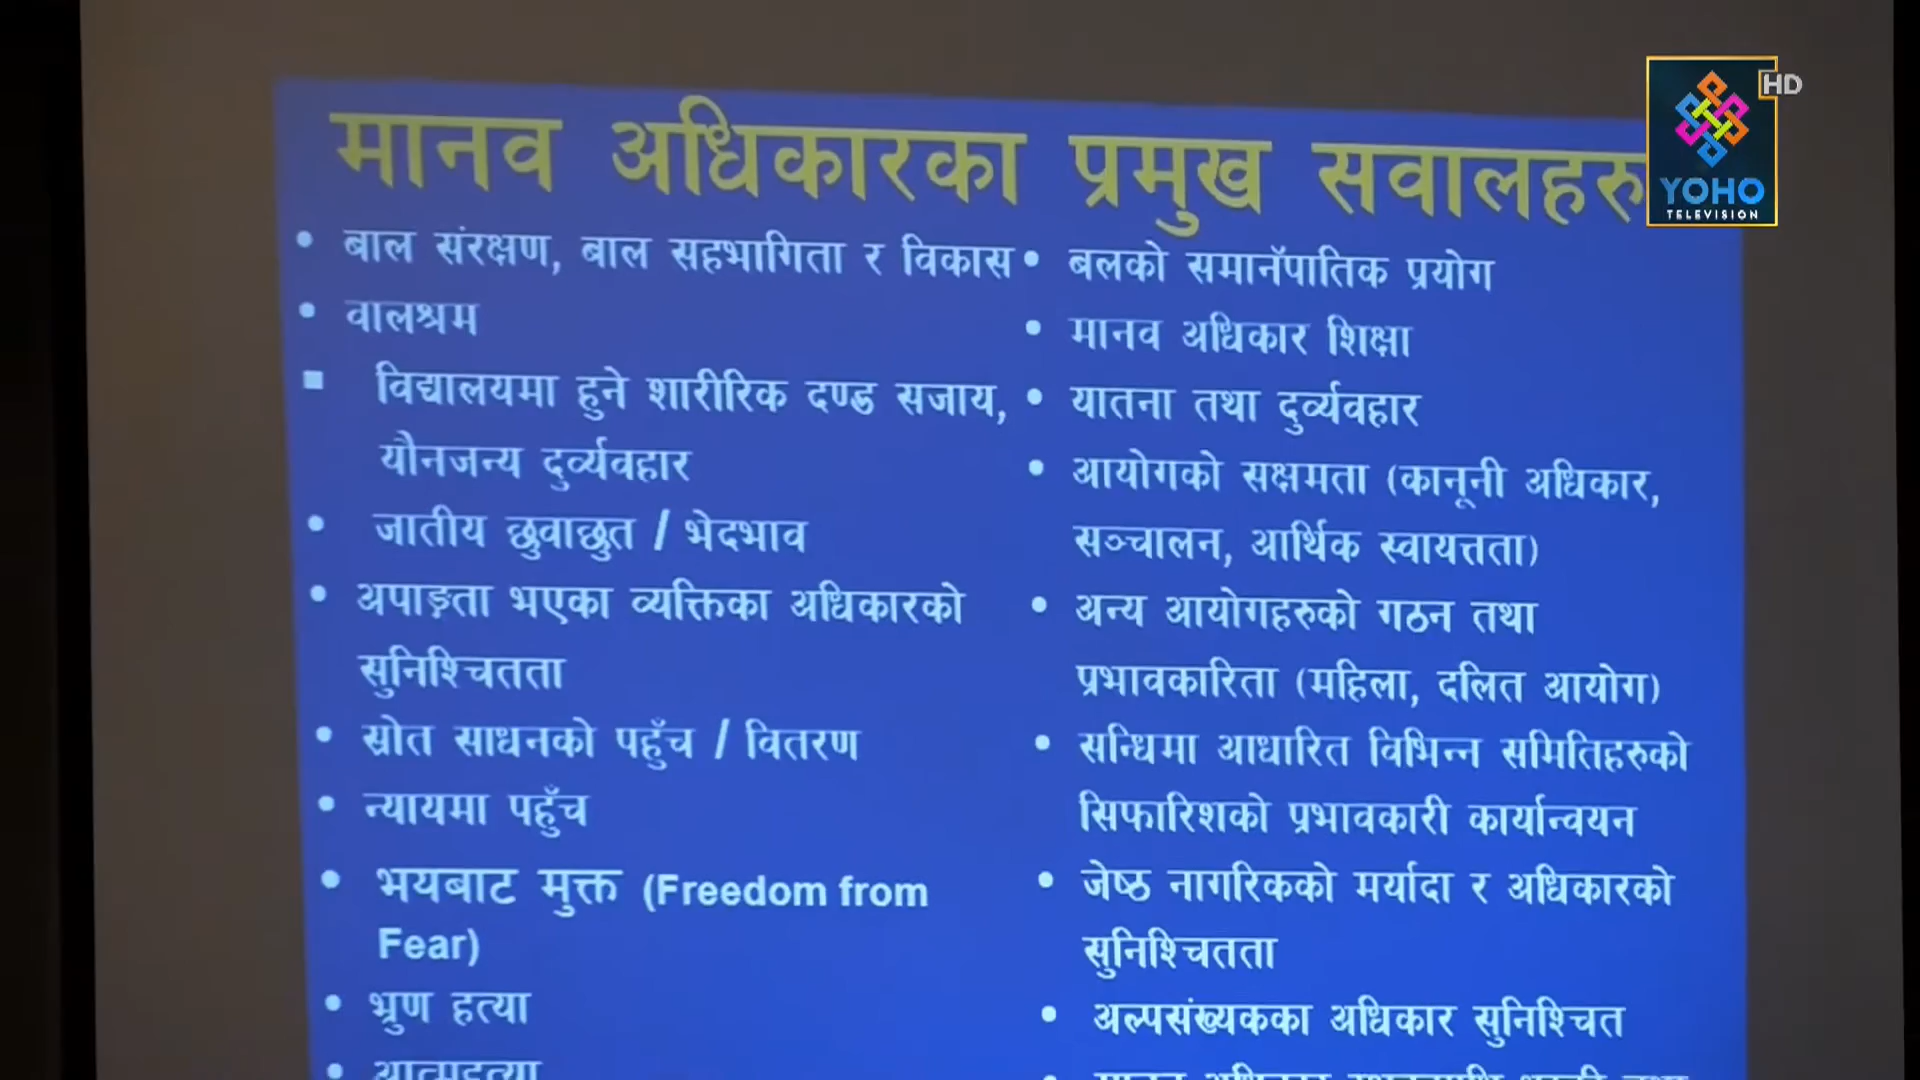 मानव अधिकारका प्रमुख सवालहरु
• बाल संरक्षण, बाल सहभागिता र विकास
• वालश्रम
▪ विद्यालयमा हुने शारीरिक दण्ड सजाय,
यौनजन्य दुर्व्यवहार
• जातीय छुवाछुत / भेदभाव
• अपाङ्गता भएका व्यक्तिका अधिकारको
सुनिश्चितता
• स्रोत साधनको पहुँच / वितरण
• न्यायमा पहुँच
• भयबाट मुक्त (Freedom from
Fear)
• भ्रुण हत्या
• आत्महत्या
• बलको समानॅपातिक प्रयोग
• मानव अधिकार शिक्षा
• यातना तथा दुर्व्यवहार
• आयोगको सक्षमता (कानूनी अधिकार,
सञ्चालन, आर्थिक स्वायत्तता)
• अन्य आयोगहरुको गठन तथा
प्रभावकारिता (महिला, दलित आयोग)
• सन्धिमा आधारित विभिन्न समितिहरुको
सिफारिशको प्रभावकारी कार्यान्वयन
• जेष्ठ नागरिकको मर्यादा र अधिकारको
सुनिश्चितता
• अल्पसंख्यकका अधिकार सुनिश्चित
• मानव अधिकार
HD
YOHO
TELEVISION